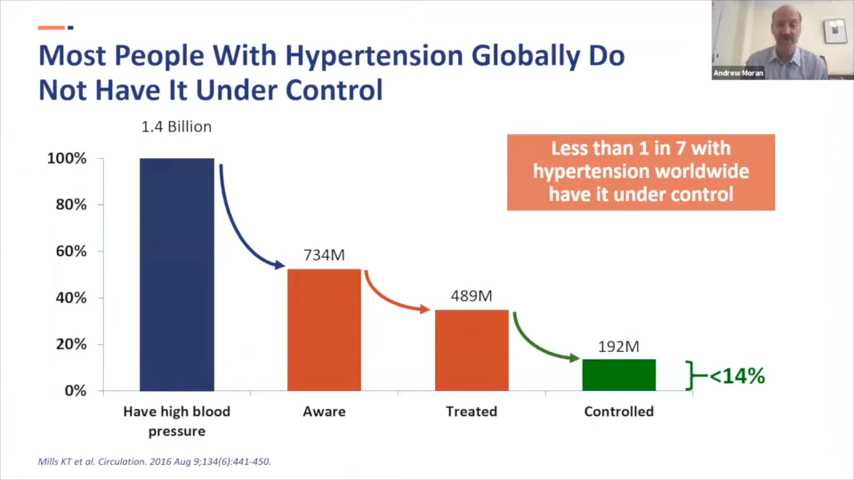 Most People With Hypertension Globally Do
Not Have It Under Control
Andrew Moran
1.4 Billion
Less than 1 in 7 with
hypertension worldwide
have it under control
100%
80%
60%
40%
20%
0%
734M
489M
192M
<14%
Have high blood
pressure
Aware
Treated
Controlled
Mills KT et al. Circulation. 2016 Aug 9;134(6):441-450.